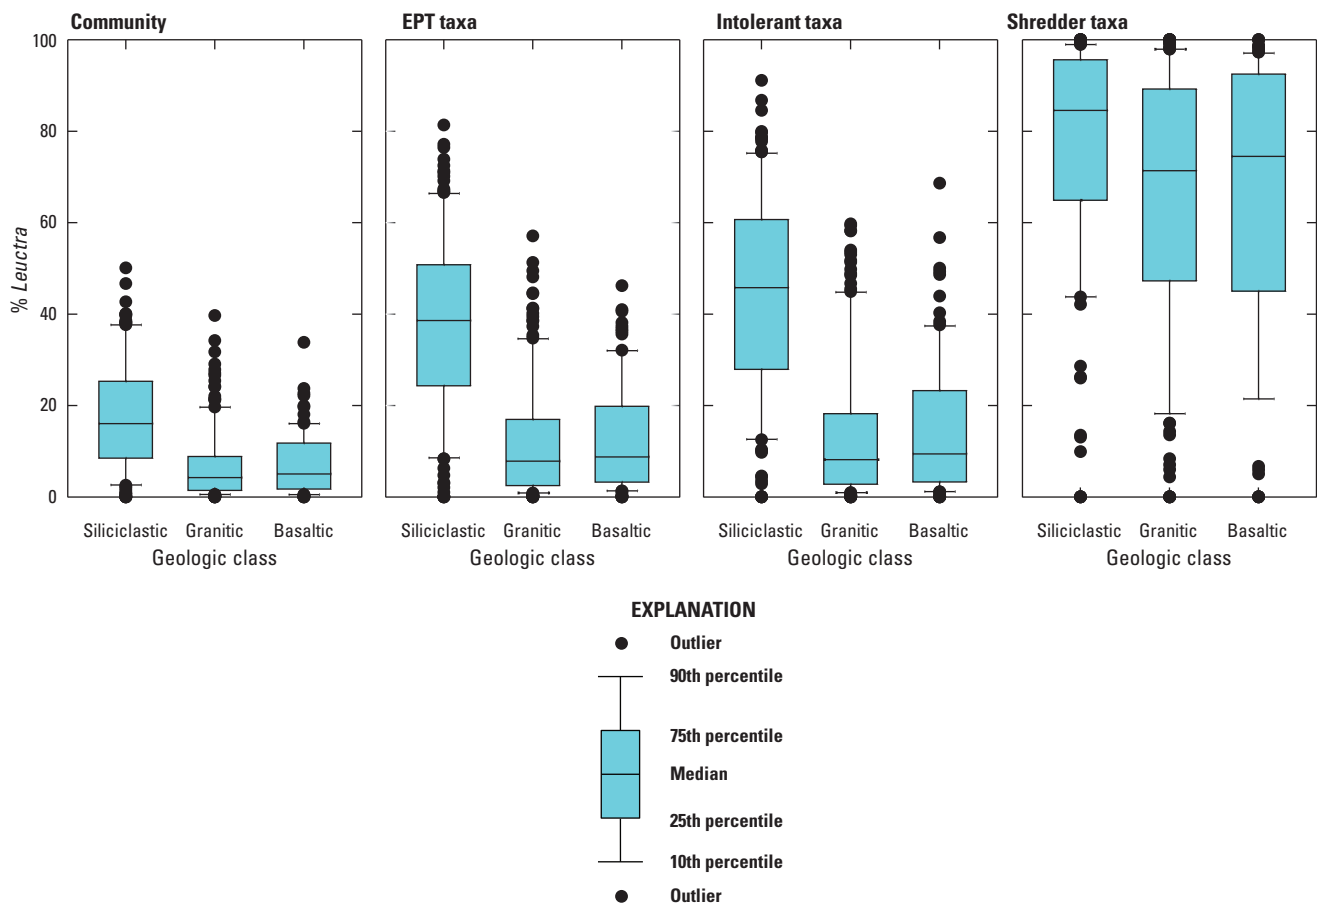 Community EPT taxa Intolerant taxa Shredder taxa
100
80
60
40
20
0
% Leuctra
Siliciclastic Granitic Basaltic Siliciclastic Granitic Basaltic Siliciclastic Granitic Basaltic Siliciclastic Granitic Basaltic
Geologic class Geologic class Geologic class Geologic class
EXPLANATION
Outlier
90th percentile
75th percentile
Median
25th percentile
10th percentile
Outlier